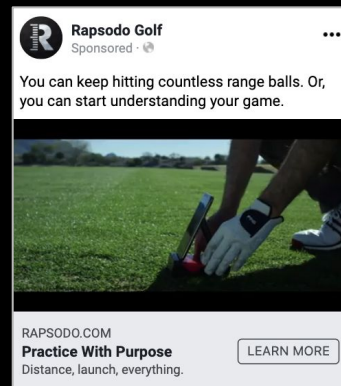 Rapsodo Golf
Sponsored ·
You can keep hitting countless range balls. Or,
you can start understanding your game.
RAPSODO.COM
Practice With Purpose
Distance, launch, everything.
LEARN MORE